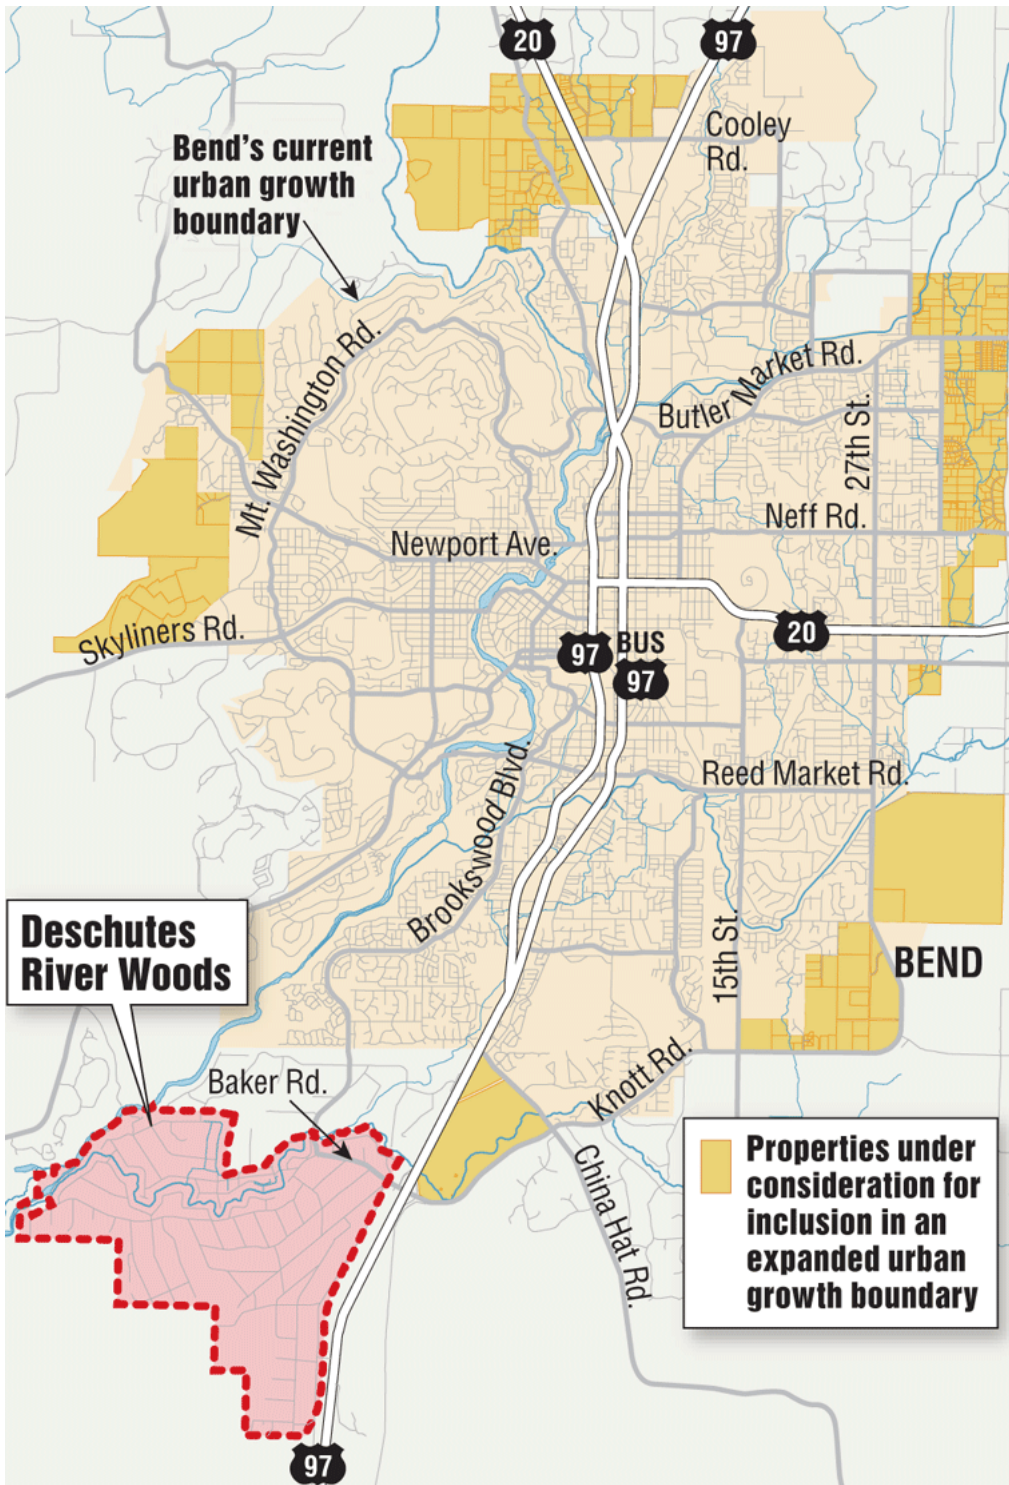 20
97
Cooley
Rd.
Bend's current
urban growth
boundary
Mt. Washington Rd.
Butler Market Rd.
27th St.
Neff Rd.
Newport Ave.
Skyliners Rd.
20
97
BUS
97
Reed Market Rd.
Brookswood Blvd.
Deschutes
River Woods
15th St.
BEND
Baker Rd.
Knott Rd.
China Hat Rd.
Properties under
consideration for
inclusion in an
expanded urban
growth boundary
97